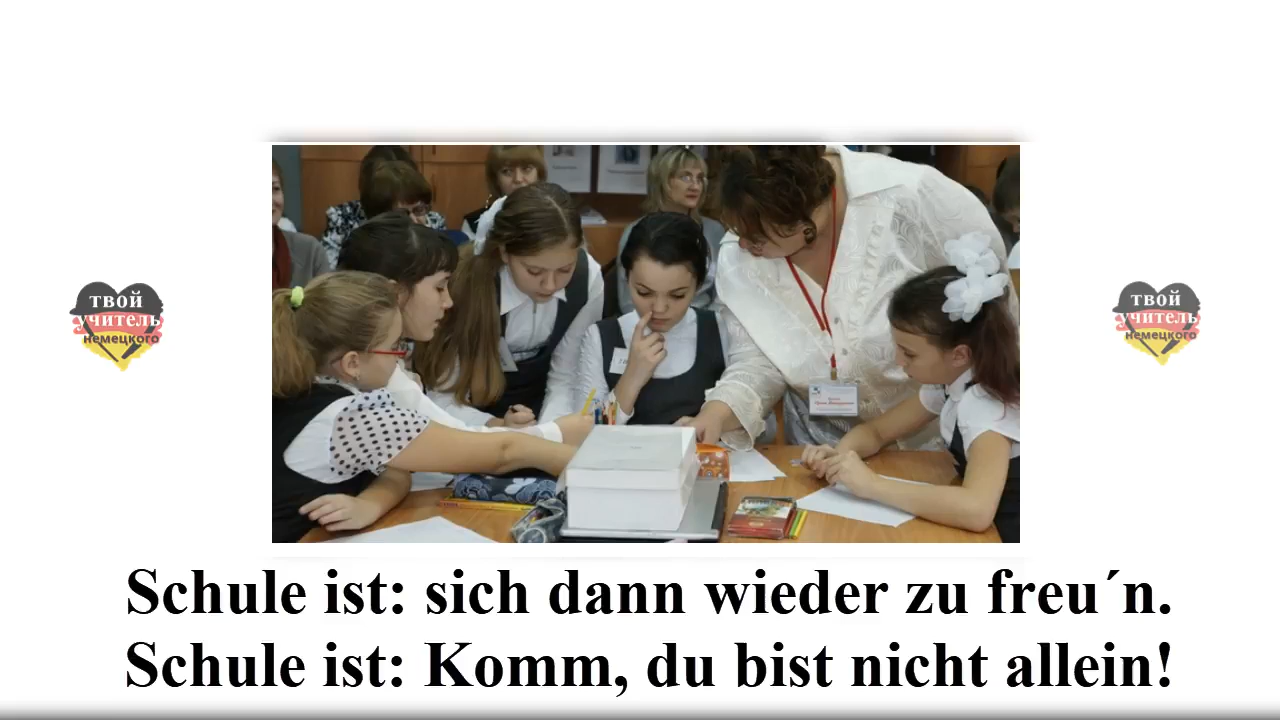 твой
учитель
немецкого
твой
учитель
немецкого
Schule ist: sich dann wieder zu freu´n.
Schule ist: Komm, du bist nicht allein!